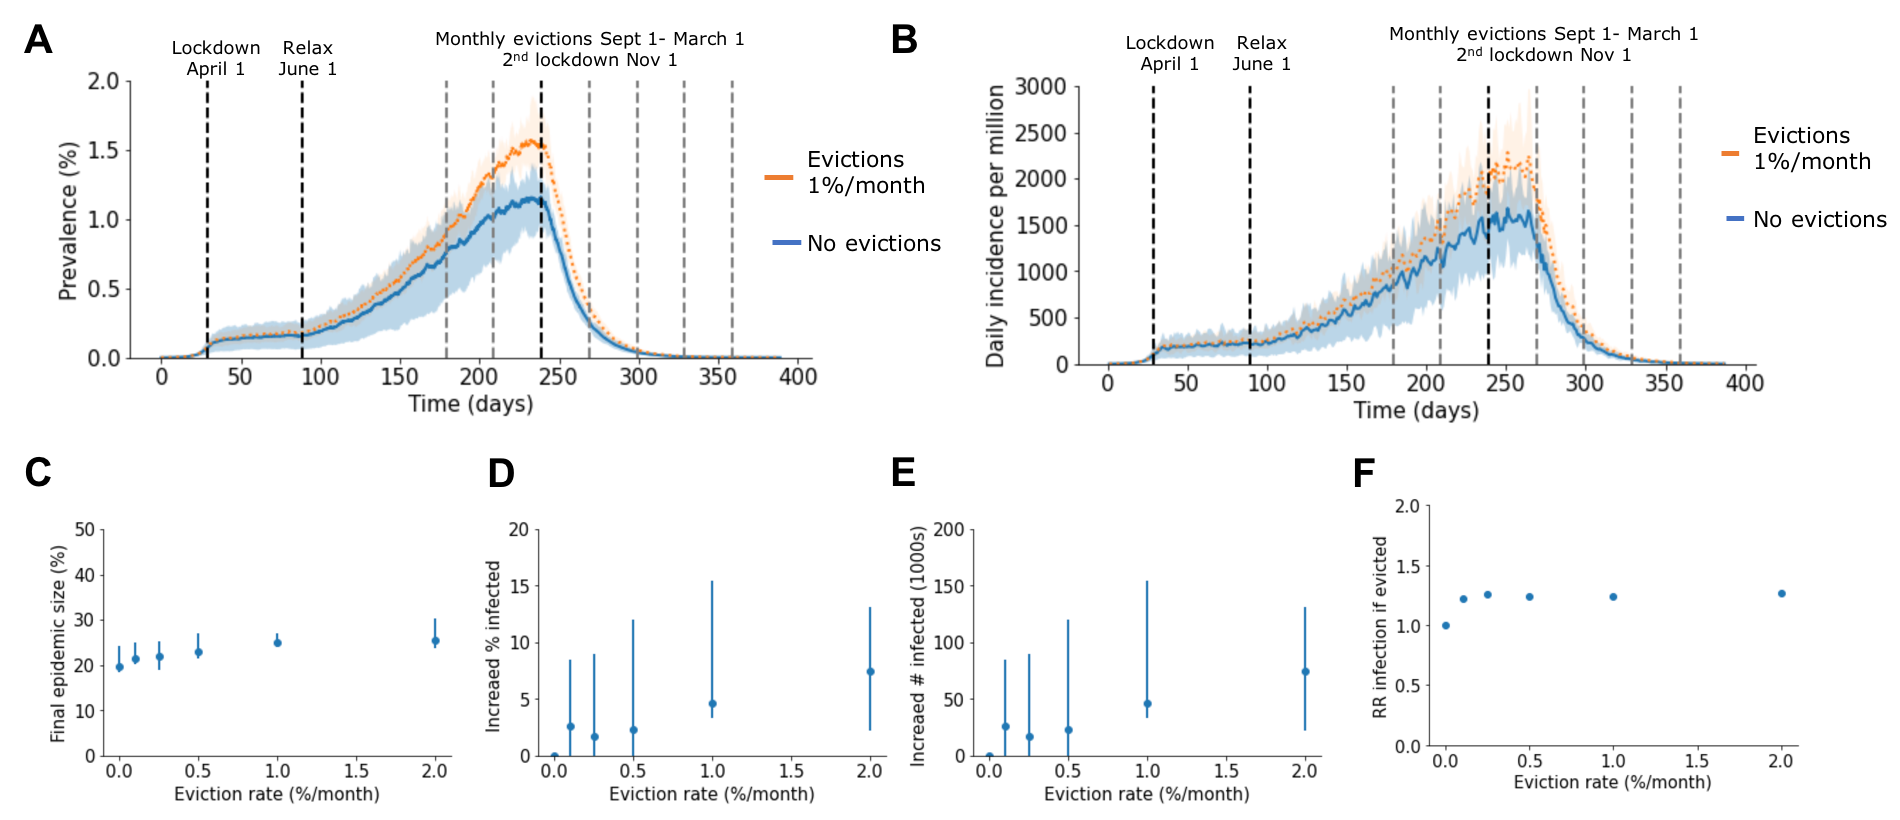 A
Lockdown
April 1
Relax
June 1
Monthly evictions Sept 1- March 1
2nd lockdown Nov 1
2.0
1.5
1.0
0.5
0.0
Prevalence (%)
0 50 100 150 200 250 300 350 400
Time (days)
Evictions
1%/month
No evictions
B
Lockdown
April 1
Relax
June 1
Monthly evictions Sept 1- March 1
2nd lockdown Nov 1
3000
2500
2000
1500
1000
500
0
Daily incidence per million
0 50 100 150 200 250 300 350 400
Time (days)
Evictions
1%/month
No evictions
C
50
40
30
20
10
0
Final epidemic size (%)
0.0 0.5 1.0 1.5 2.0
Eviction rate (%/month)
D
20
15
10
5
0
Increaed % infected
0.0 0.5 1.0 1.5 2.0
Eviction rate (%/month)
E
200
150
100
50
0
Increaed # infected (1000s)
0.0 0.5 1.0 1.5 2.0
Eviction rate (%/month)
F
2.0
1.5
1.0
0.5
0.0
RR infection if evicted
0.0 0.5 1.0 1.5 2.0
Eviction rate (%/month)